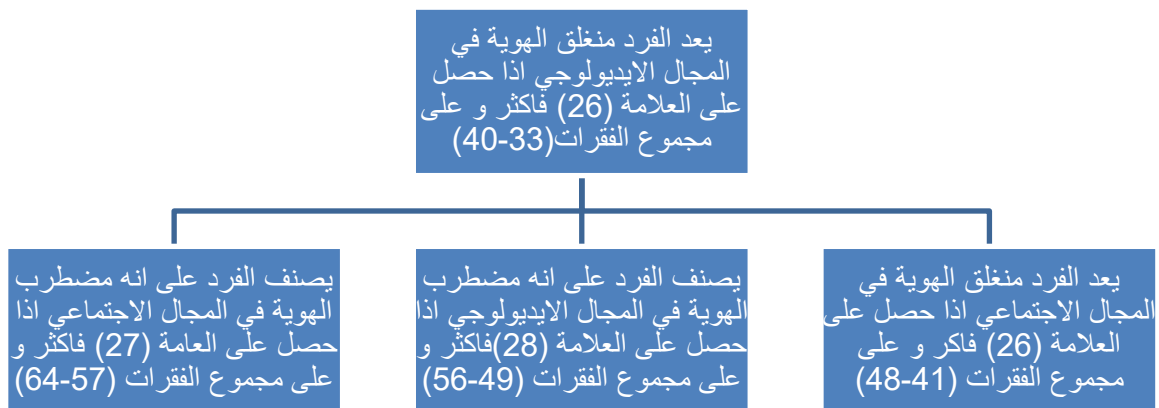 يعد الفرد منغلق الهوية في
المجال الايديولوجي اذا حصل
على العلامة (26) فاكثر و على
مجموع الفقرات(33-40)
يعد الفرد منغلق الهوية في
المجال الاجتماعي اذا حصل على
العلامة (26) فاكر و على
مجموع الفقرات (41-48)
يصنف الفرد على انه مضطرب
الهوية في المجال الايديولوجي اذا
حصل على العلامة (28)فاكثر و
على مجموع الفقرات (49-56)
يصنف الفرد على انه مضطرب
الهوية في المجال الاجتماعي اذا
حصل على العامة (27) فاكثر و
على مجموع الفقرات (57-64)